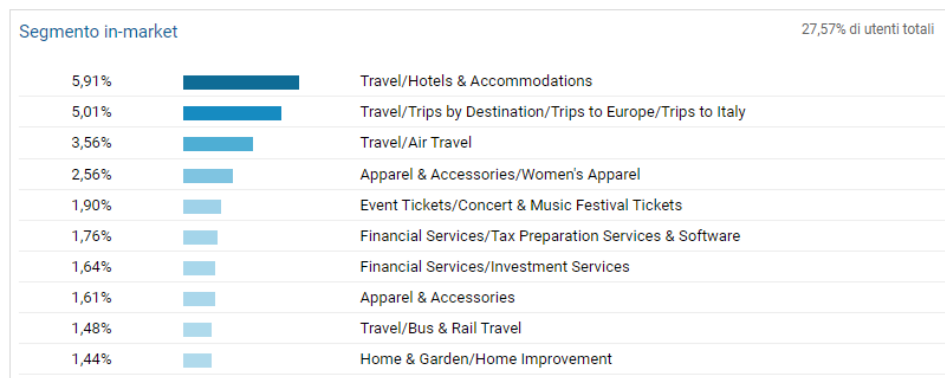 Segmento in-market 27,57% di utenti totali
5,91% Travel/Hotels & Accommodations
5,01% Travel/Trips by Destination/Trips to Europe/Trips to Italy
3,56% Travel/Air Travel
2,56% Apparel & Accessories/Women's Apparel
1,90% Event Tickets/Concert & Music Festival Tickets
1,76% Financial Services/Tax Preparation Services & Software
1,64% Financial Services/Investment Services
1,61% Apparel & Accessories
1,48% Travel/Bus & Rail Travel
1,44% Home & Garden/Home Improvement